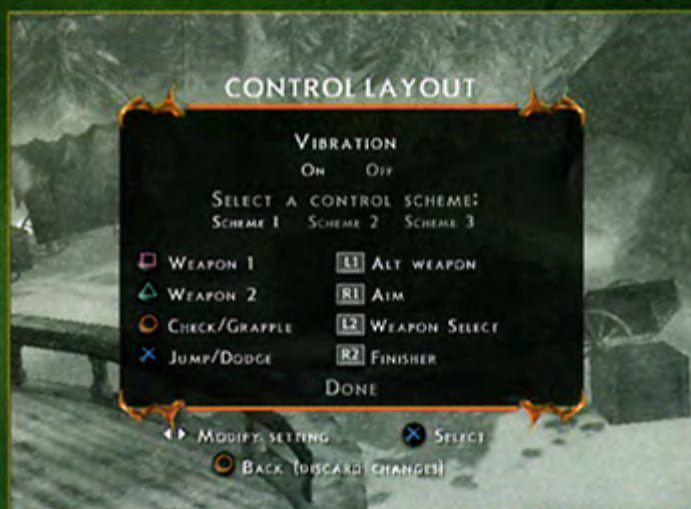 CONTROL LAYOUT
VIBRATION
ON OFF
SELECT A CONTROL SCHEME:
SCHEME 1 SCHEME 2 SCHEME 3
WEAPON 1 L1 ALT WEAPON
WEAPON 2 R1 AIM
CHECK/GRAPPLE L2 WEAPON SELECT
JUMP/DODGE R2 FINISHER
DONE
MODIFY SETTING SELECT
BACK (DISCARD CHANGES)